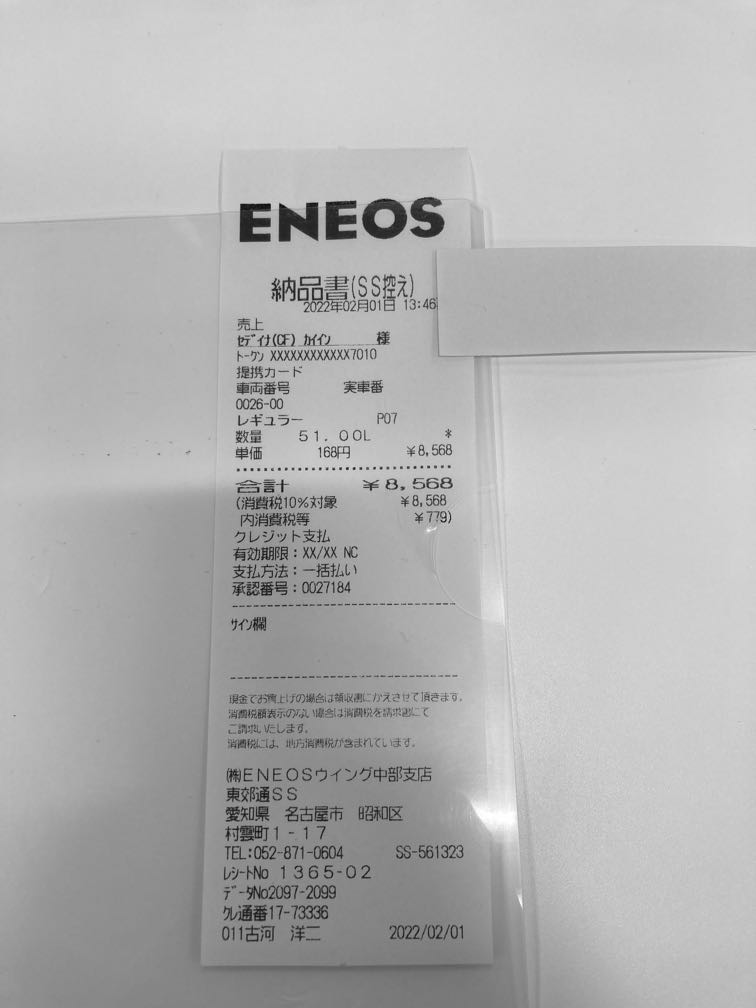 ENEOS
納品書(SS控え)
2022年02月01日 13:46
売上
ｾﾃﾞｨﾅ(CF) ｶｲｲﾝ 様
ﾄｰｸﾝ XXXXXXXXXXXX7010
提携カード
車両番号 実車番
0026-00
レギュラー P07
数量 51.00L *
単価 168円 ¥8,568
合計 ¥8,568
(消費税10%対象 ¥8,568
内消費税等 ¥779)
クレジット支払
有効期限:XX/XX NC
支払方法:一括払い
承認番号:0027184
ｻｲﾝ欄
現金でお買上げの場合は領収書にかえさせて頂きます。
消費税額表示のない場合は消費税を請求書にて
ご請求いたします。
消費税には、地方消費税が含まれています。
㈱ENEOSウイング中部支店
東郊通SS
愛知県 名古屋市 昭和区
村雲町1-17
TEL:052-871-0604 SS-561323
ﾚｼｰﾄNo 1365-02
ﾃﾞｰﾀNo2097-2099
ｸﾚ通番17-73336
011古河 洋二 2022/02/01